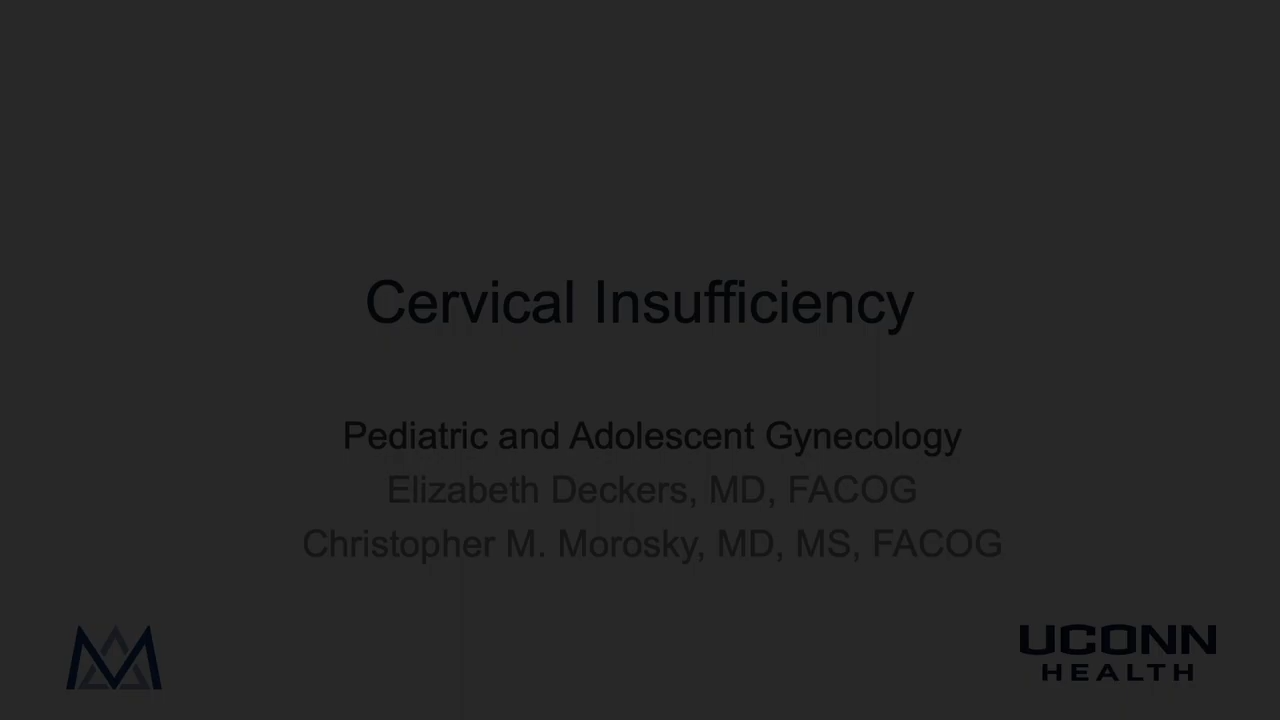 Cervical Insufficiency
Pediatric and Adolescent Gynecology
Elizabeth Deckers, MD, FACOG
Christopher M. Morosky, MD, MS, FACOG
UCONN
HEALTH